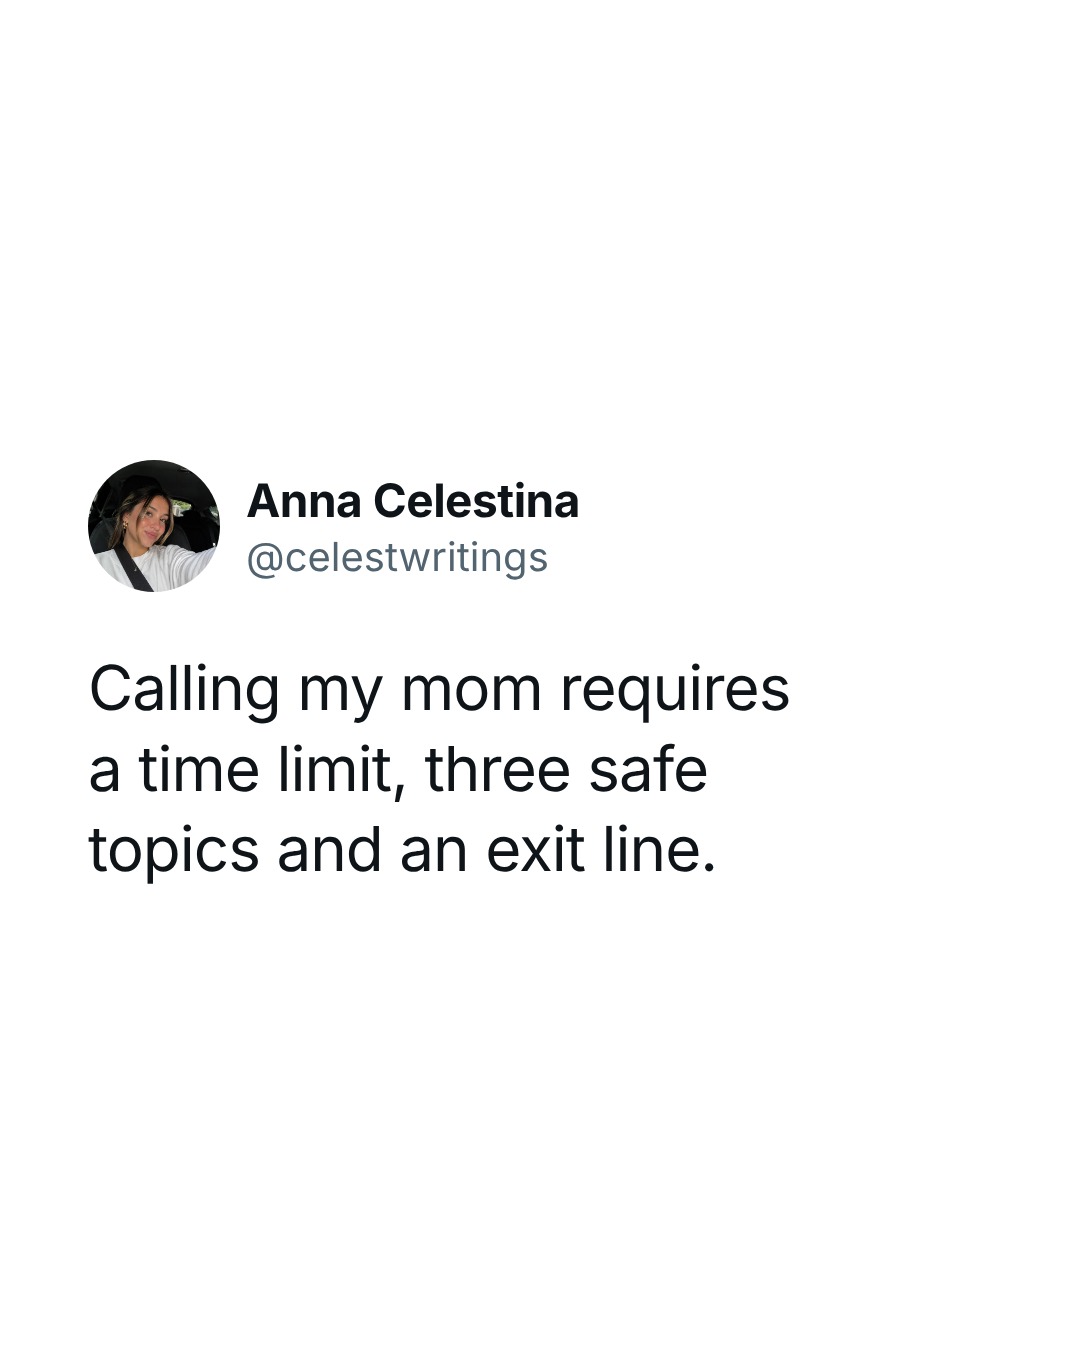 Anna Celestina
@celestwritings
Calling my mom requires
a time limit, three safe
topics and an exit line.